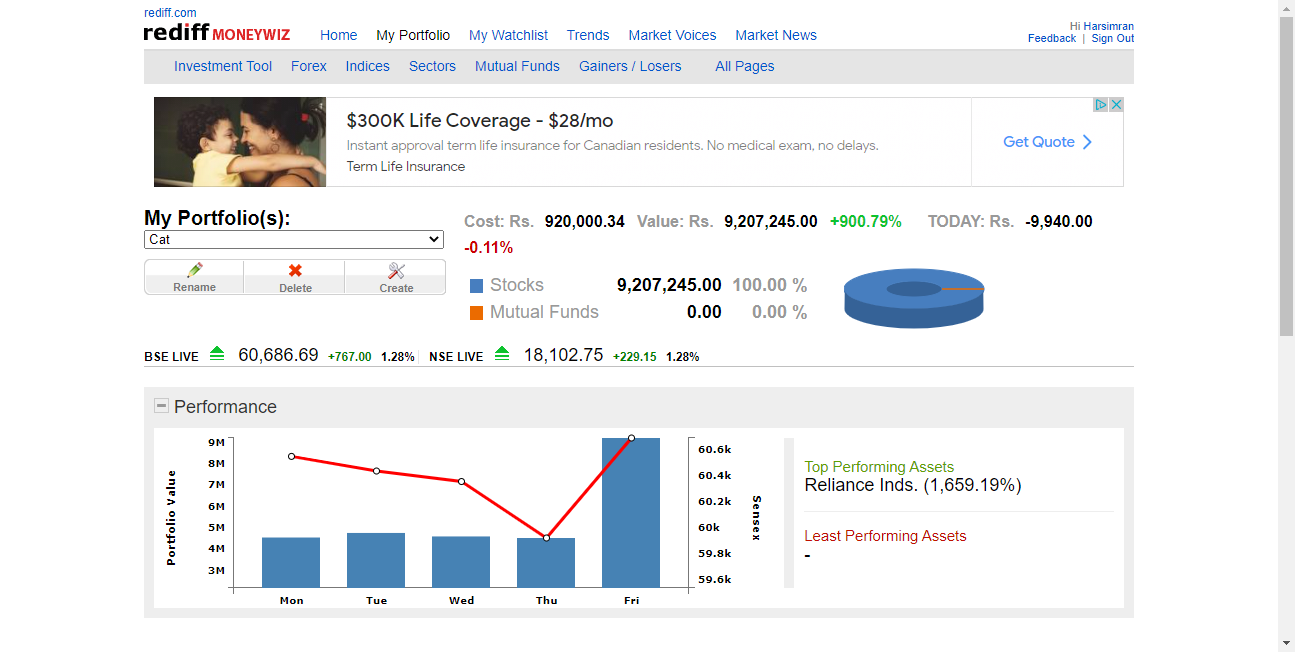 rediff.com
rediff MONEYWIZ Home My Portfolio My Watchlist Trends Market Voices Market News
Hi Harsimran
Feedback | Sign Out
Investment Tool Forex Indices Sectors Mutual Funds Gainers / Losers All Pages
$300K Life Coverage - $28/mo
Instant approval term life insurance for Canadian residents. No medical exam, no delays.
Term Life Insurance
Get Quote
My Portfolio(s):
Cat
Rename Delete Create
Cost: Rs. 920,000.34 Value: Rs. 9,207,245.00 +900.79% TODAY: Rs. -9,940.00
-0.11%
Stocks 9,207,245.00 100.00 %
Mutual Funds 0.00 0.00 %
BSE LIVE 60,686.69 +767.00 1.28% NSE LIVE 18,102.75 +229.15 1.28%
Performance
Portfolio Value
9M
8M
7M
6M
5M
4M
3M
Mon Tue Wed Thu Fri
60.6k
60.4k
60.2k
60k
59.8k
59.6k
Sensex
Top Performing Assets
Reliance Inds. (1,659.19%)
Least Performing Assets
-